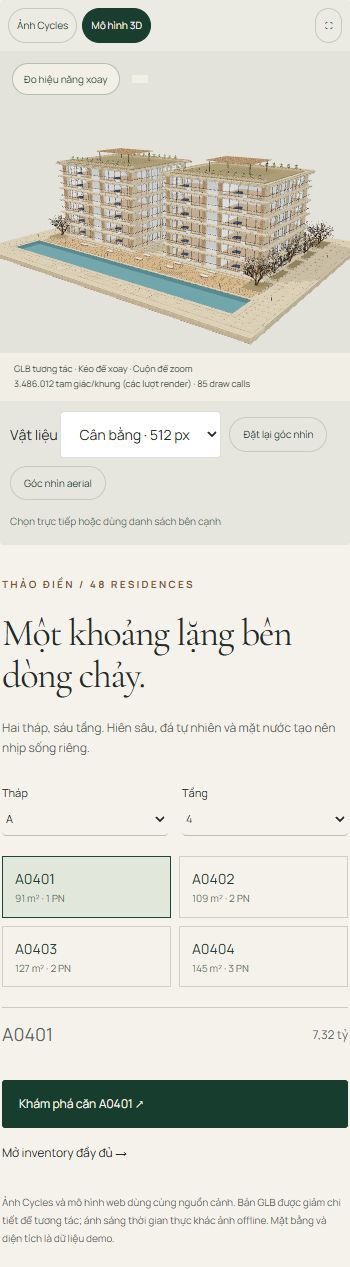 Ảnh Cycles
Mô hình 3D
Đo hiệu năng xoay
GLB tương tác · Kéo để xoay · Cuộn để zoom
3.486.012 tam giác/khung (các lượt render) · 85 draw calls
Vật liệu
Cân bằng · 512 px
Đặt lại góc nhìn
Góc nhìn aerial
Chọn trực tiếp hoặc dùng danh sách bên cạnh
THẢO ĐIỀN / 48 RESIDENCES
Một khoảng lặng bên
dòng chảy.
Hai tháp, sáu tầng. Hiên sâu, đá tự nhiên và mặt nước tạo nên
nhịp sống riêng.
Tháp
Tầng
A
4
A0401
91 m² · 1 PN
A0402
109 m² · 2 PN
A0403
127 m² · 2 PN
A0404
145 m² · 3 PN
A0401
7,32 tỷ
Khám phá căn A0401 ↗
Mở inventory đầy đủ →
Ảnh Cycles và mô hình web dùng cùng nguồn cảnh. Bản GLB được giảm chi
tiết để tương tác; ánh sáng thời gian thực khác ảnh offline. Mặt bằng và
diện tích là dữ liệu demo.